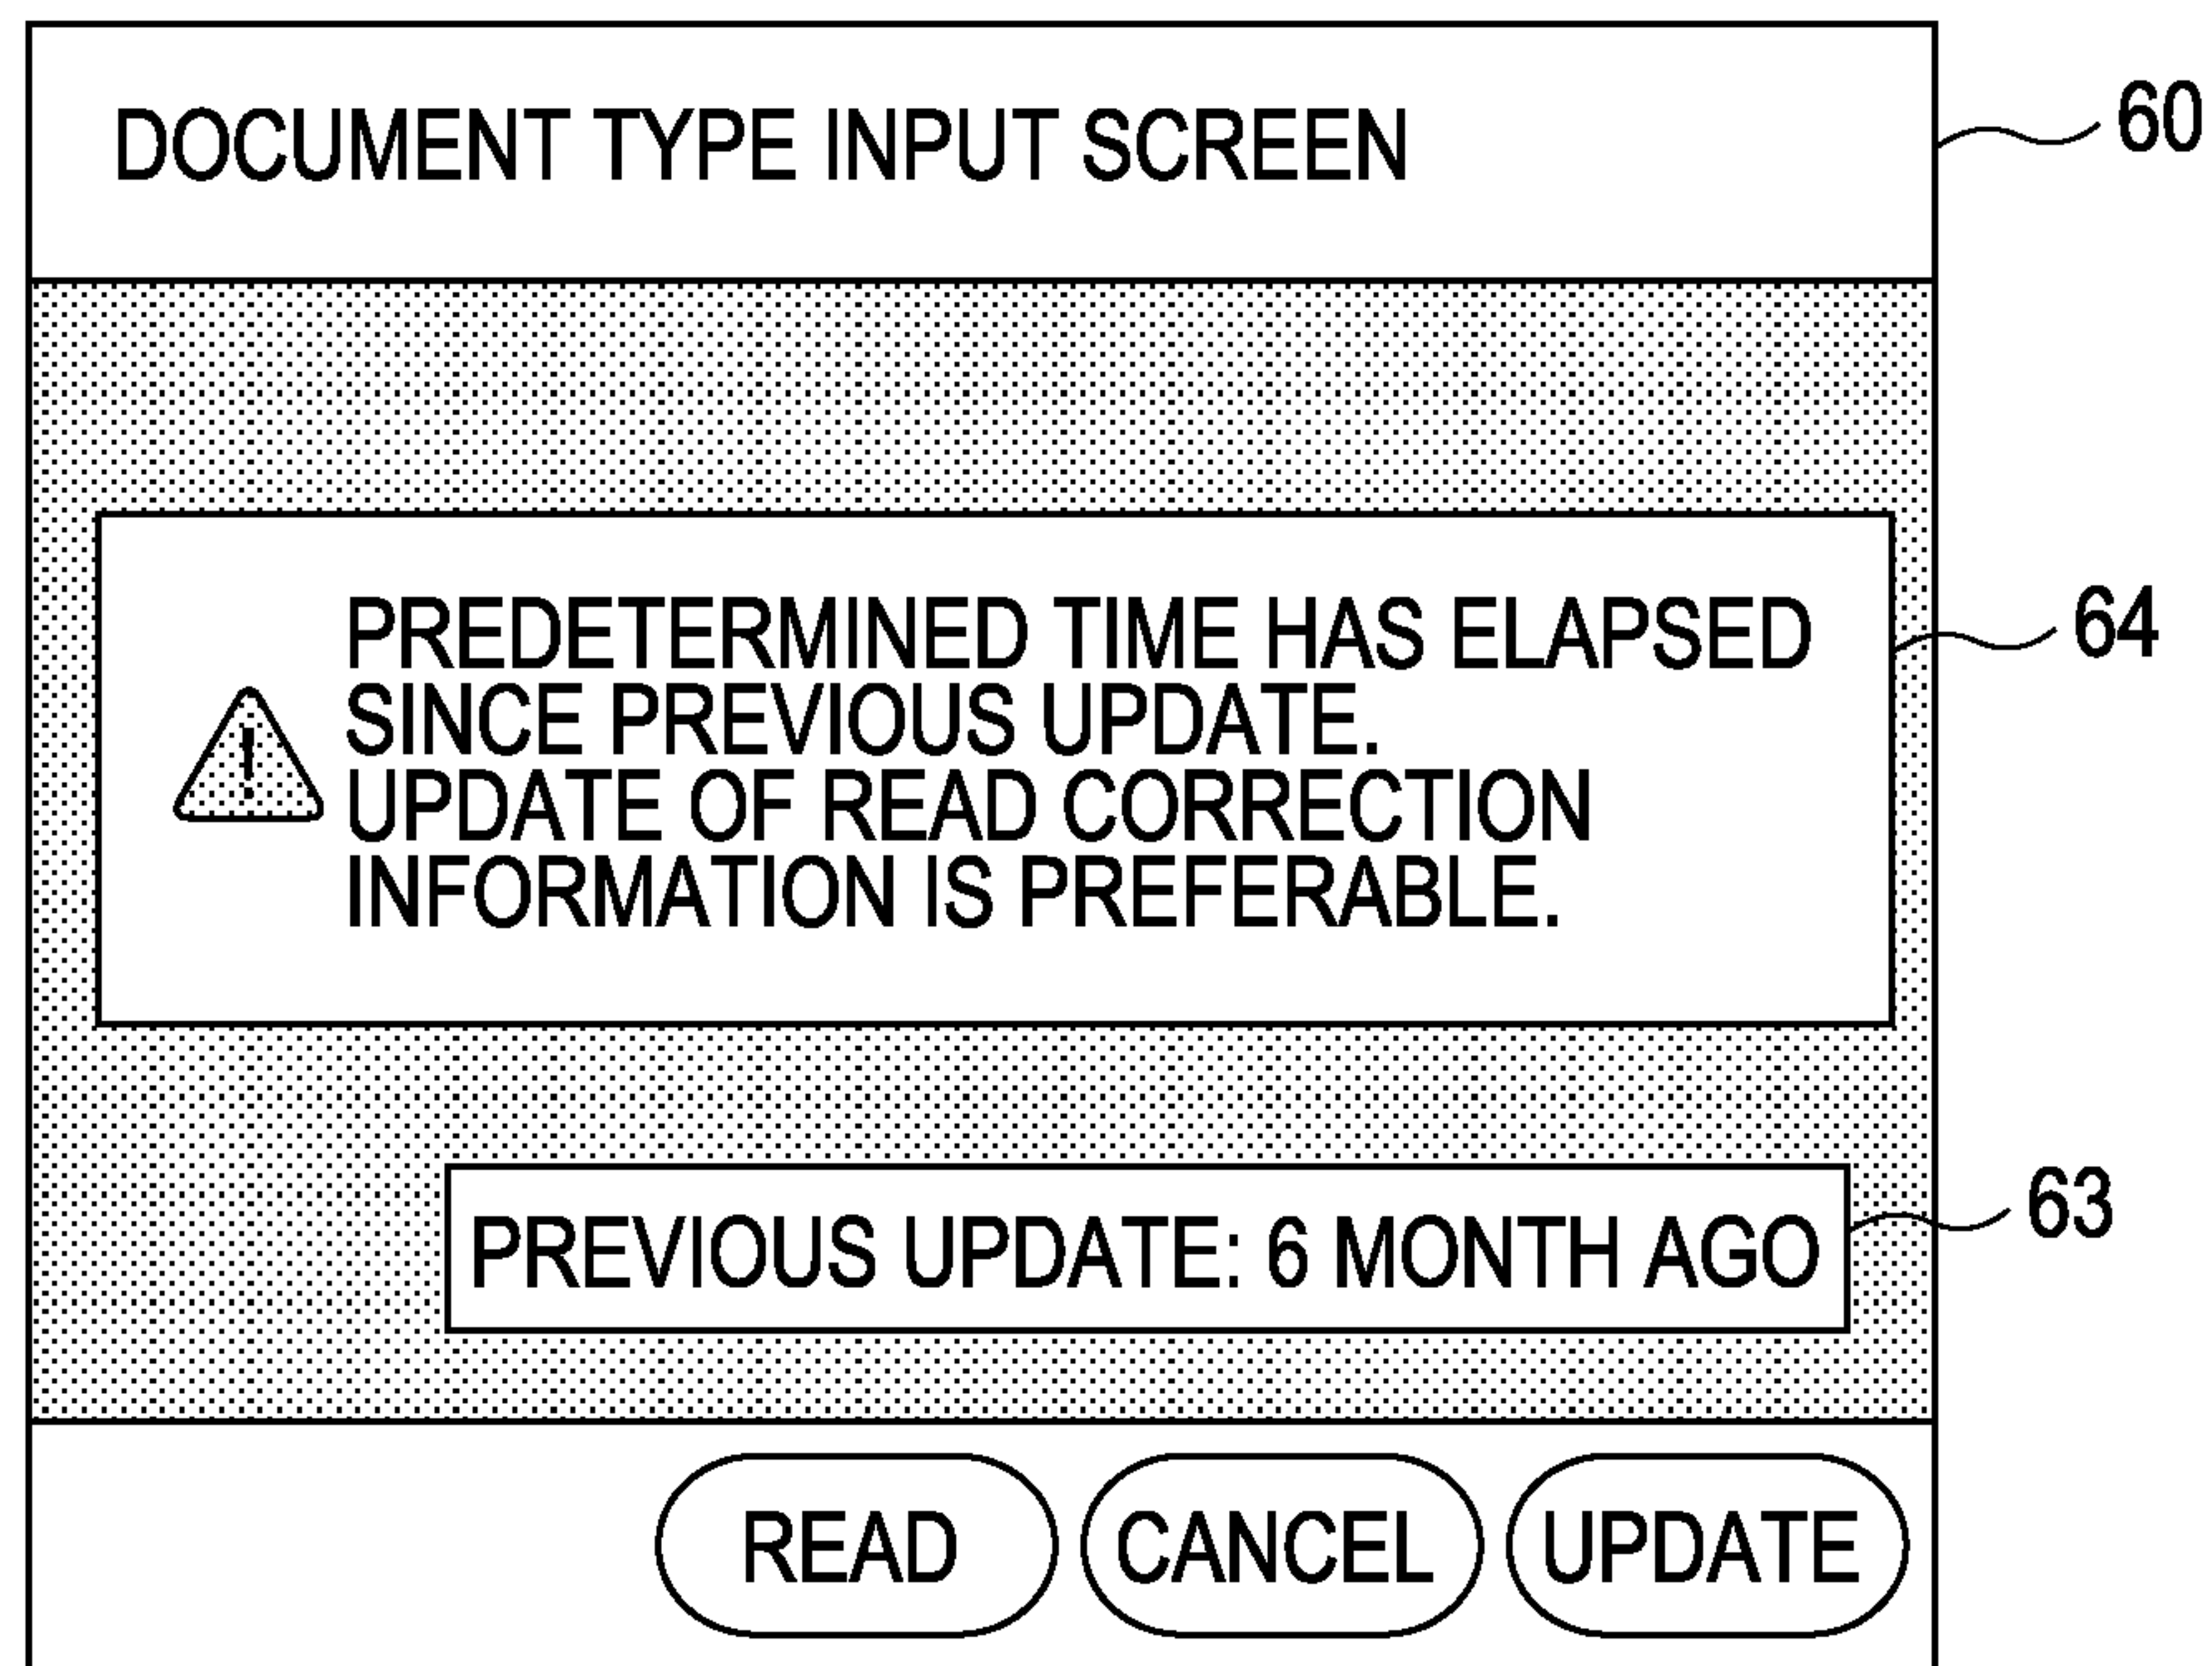 DOCUMENT TYPE INPUT SCREEN
60
PREDETERMINED TIME HAS ELAPSED
SINCE PREVIOUS UPDATE.
UPDATE OF READ CORRECTION
INFORMATION IS PREFERABLE.
64
!
PREVIOUS UPDATE: 6 MONTH AGO
63
READ CANCEL UPDATE